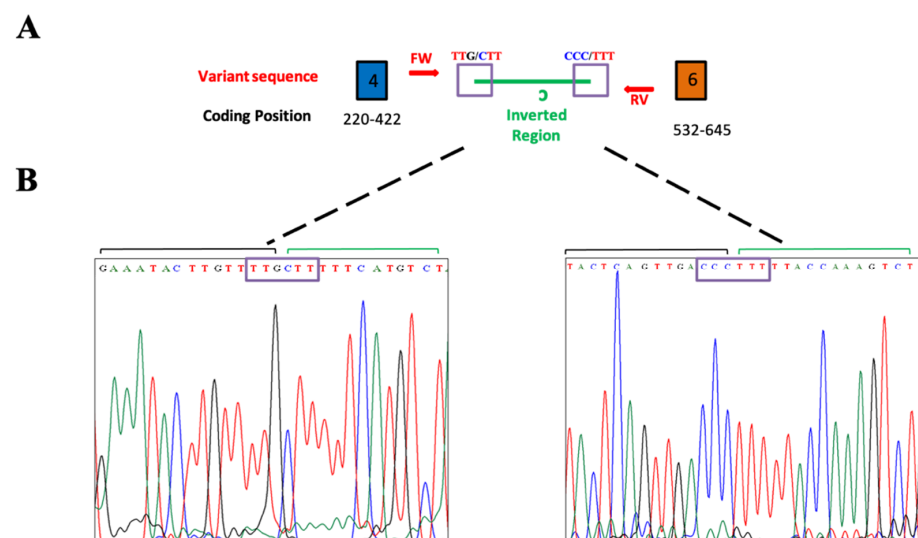 A
FW
TTG/CTT
CCC/TTT
Variant sequence
4
6
RV
Coding Position
220-422
Inverted
Region
532-645
B
GAAATACTTGTTTTGCTTTTTCATGTCT
TACTCAGTTGACCCTTTTTACCAAAGTCT